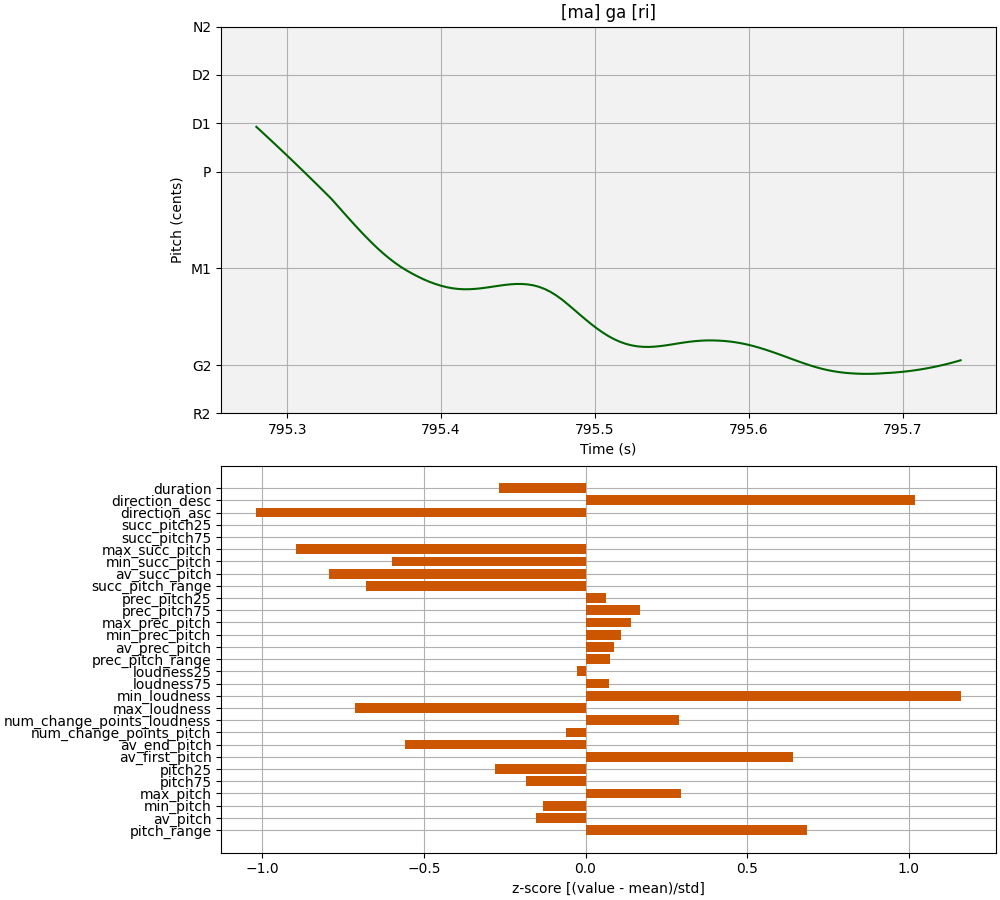 [ma] ga [ri]
N2
D2
D1
P
M1
G2
R2
Pitch (cents)
795.3 795.4 795.5 795.6 795.7
Time (s)
duration
direction_desc
direction_asc
succ_pitch25
succ_pitch75
max_succ_pitch
min_succ_pitch
av_succ_pitch
succ_pitch_range
prec_pitch25
prec_pitch75
max_prec_pitch
min_prec_pitch
av_prec_pitch
prec_pitch_range
loudness25
loudness75
min_loudness
max_loudness
num_change_points_loudness
num_change_points_pitch
av_end_pitch
av_first_pitch
pitch25
pitch75
max_pitch
min_pitch
av_pitch
pitch_range
−1.0 −0.5 0.0 0.5 1.0
z-score [(value - mean)/std]